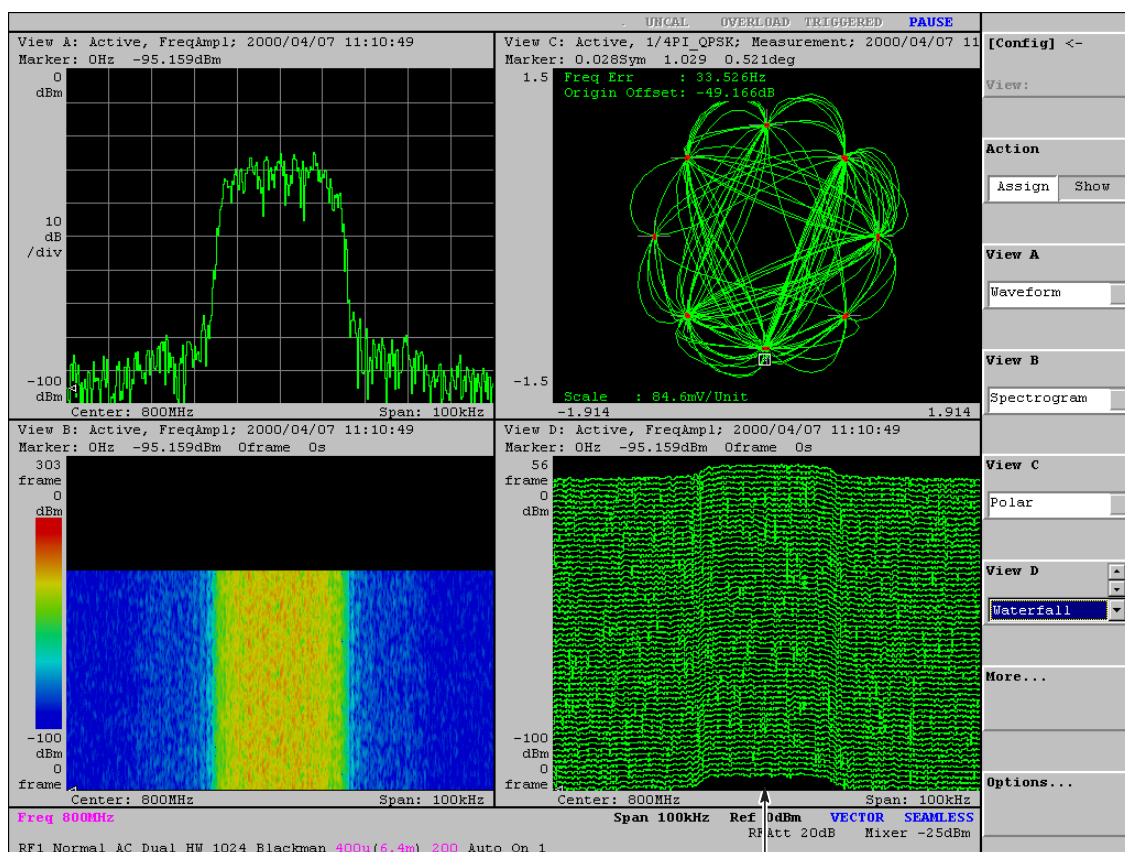 . UNCAL OVERLOAD TRIGGERED PAUSE
View A: Active, FreqAmpl; 2000/04/07 11:10:49
Marker: 0Hz -95.159dBm
0
dBm
10
dB
/div
-100
dBm
Center: 800MHz Span: 100kHz
View C: Active, 1/4PI_QPSK; Measurement; 2000/04/07 11
Marker: 0.028Sym 1.029 0.521deg
1.5
Freq Err : 33.526Hz
Origin Offset: -49.166dB
-1.5
Scale : 84.6mV/Unit
-1.914 1.914
View B: Active, FreqAmpl; 2000/04/07 11:10:49
Marker: 0Hz -95.159dBm 0frame 0s
303
frame
0
dBm
-100
dBm
0
frame
Center: 800MHz Span: 100kHz
View D: Active, FreqAmpl; 2000/04/07 11:10:49
Marker: 0Hz -95.159dBm 0frame 0s
56
frame
0
dBm
-100
dBm
0
frame
Center: 800MHz Span: 100kHz
Freq 800MHz
Span 100kHz Ref 0dBm VECTOR SEAMLESS
RFAtt 20dB Mixer -25dBm
RF1 Normal AC Dual HW 1024 Blackman 400u(6.4m) 200 Auto On 1
[Config] <-
View:
Action
Assign Show
View A
Waveform
View B
Spectrogram
View C
Polar
View D
Waterfall
More...
Options...